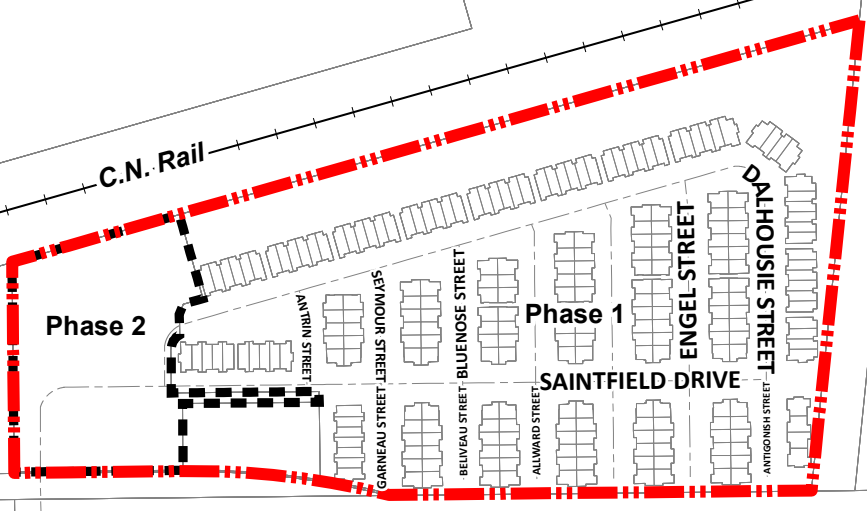 C.N. Rail
DALHOUSIE STREET
ENGEL STREET
BLUENOSE STREET
SEYMOUR STREET
ANTRIN STREET
Phase 2
Phase 1
SAINTFIELD DRIVE
GARNEAU STREET
BELIVEAU STREET
ALLWARD STREET
ANTIGONISH STREET